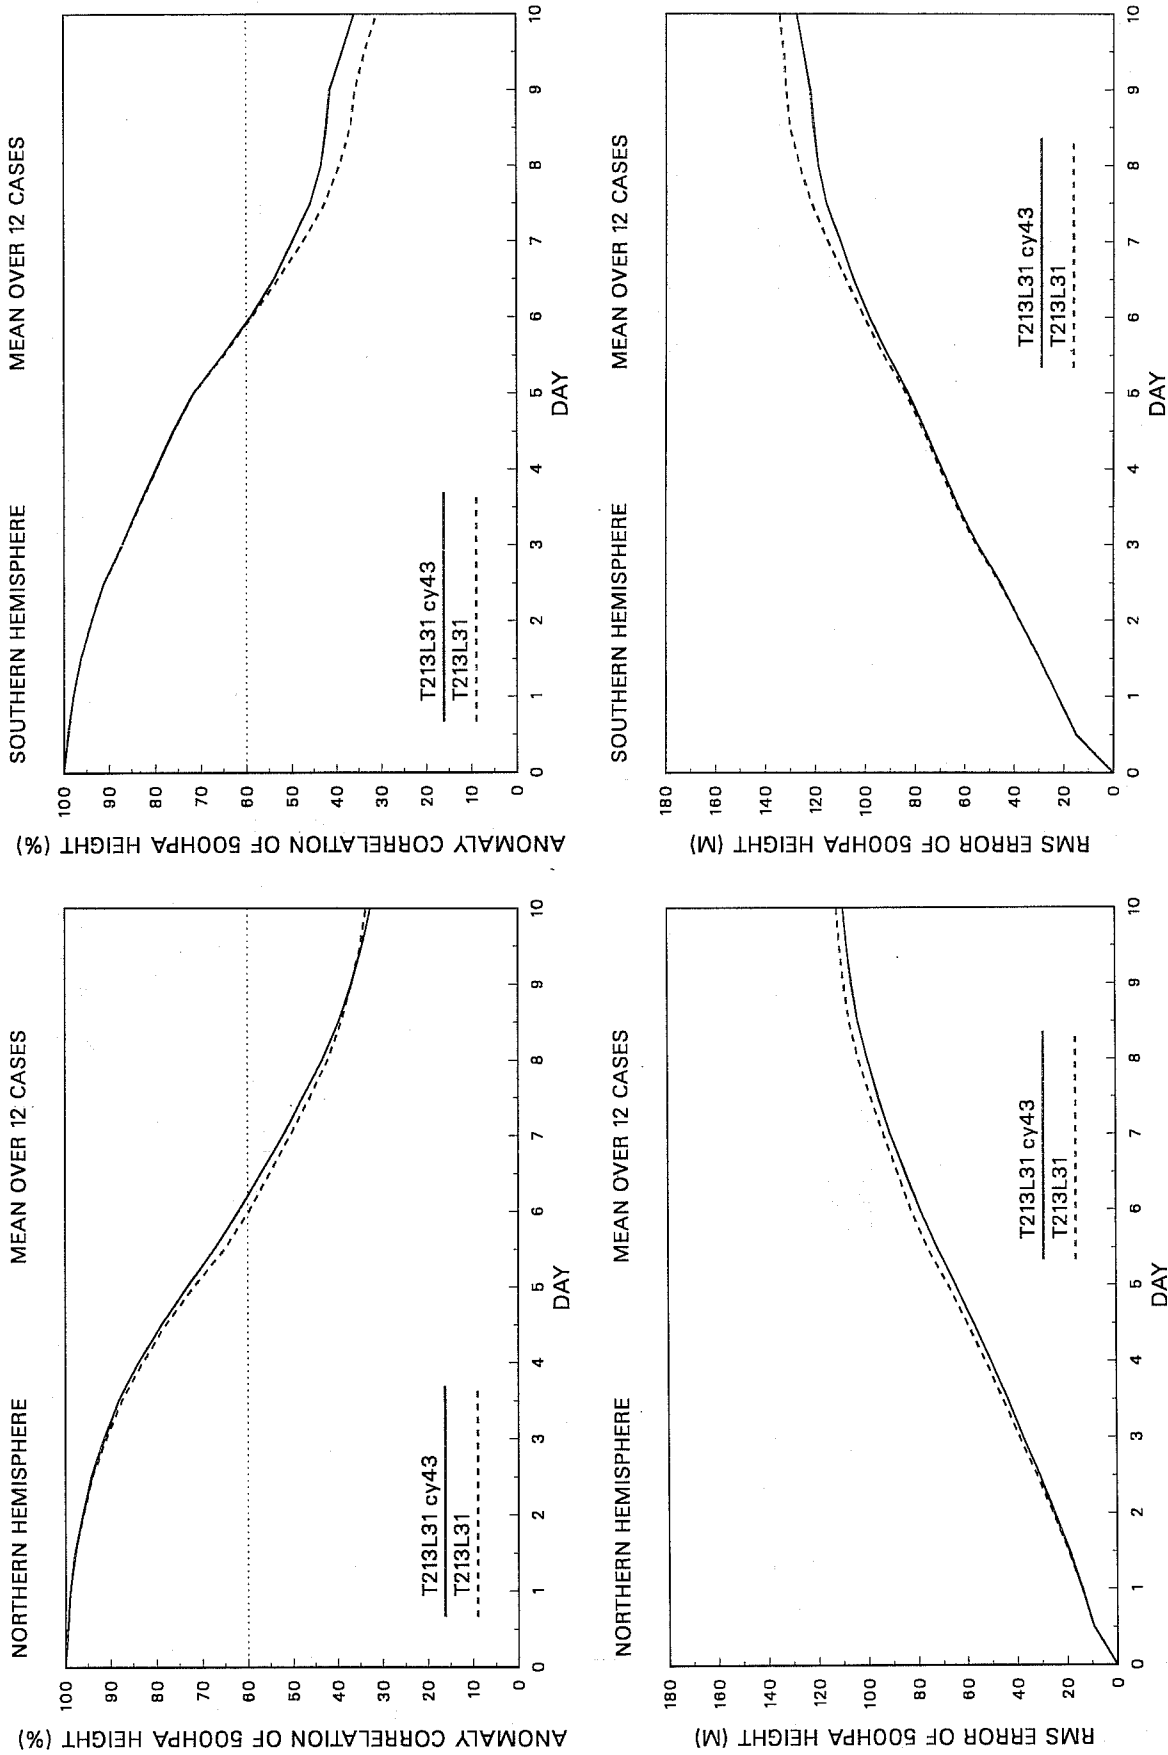 NORTHERN HEMISPHERE MEAN OVER 12 CASES
ANOMALY CORRELATION OF 500HPA HEIGHT (%)
100
90
80
70
60
50
40
30
20
10
0
T213L31 cy43
T213L31
0 1 2 3 4 5 6 7 8 9 10
DAY
SOUTHERN HEMISPHERE MEAN OVER 12 CASES
ANOMALY CORRELATION OF 500HPA HEIGHT (%)
100
90
80
70
60
50
40
30
20
10
0
T213L31 cy43
T213L31
0 1 2 3 4 5 6 7 8 9 10
DAY
NORTHERN HEMISPHERE MEAN OVER 12 CASES
RMS ERROR OF 500HPA HEIGHT (M)
180
160
140
120
100
80
60
40
20
T213L31 cy43
T213L31
0 1 2 3 4 5 6 7 8 9 10
DAY
SOUTHERN HEMISPHERE MEAN OVER 12 CASES
RMS ERROR OF 500HPA HEIGHT (M)
180
160
140
120
100
80
60
40
20
T213L31 cy43
T213L31
0 1 2 3 4 5 6 7 8 9 10
DAY